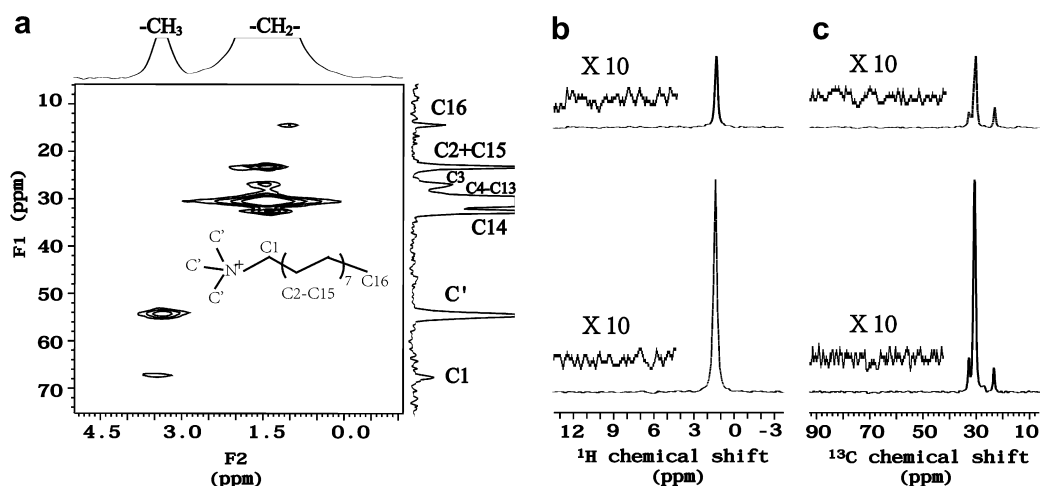 a
-CH₃ -CH₂-
10
20
30
40
50
60
70
F1 (ppm)
4.5 3.0 1.5 0.0
F2
(ppm)
C16
C2+C15
C3
C4-C13
C14
C'
C1
C'
C'
C'
N+
C1
7
C16
C2-C15
b
X 10
X 10
12 9 6 3 0 -3
¹H chemical shift
(ppm)
c
X 10
X 10
90 70 50 30 10
¹³C chemical shift
(ppm)